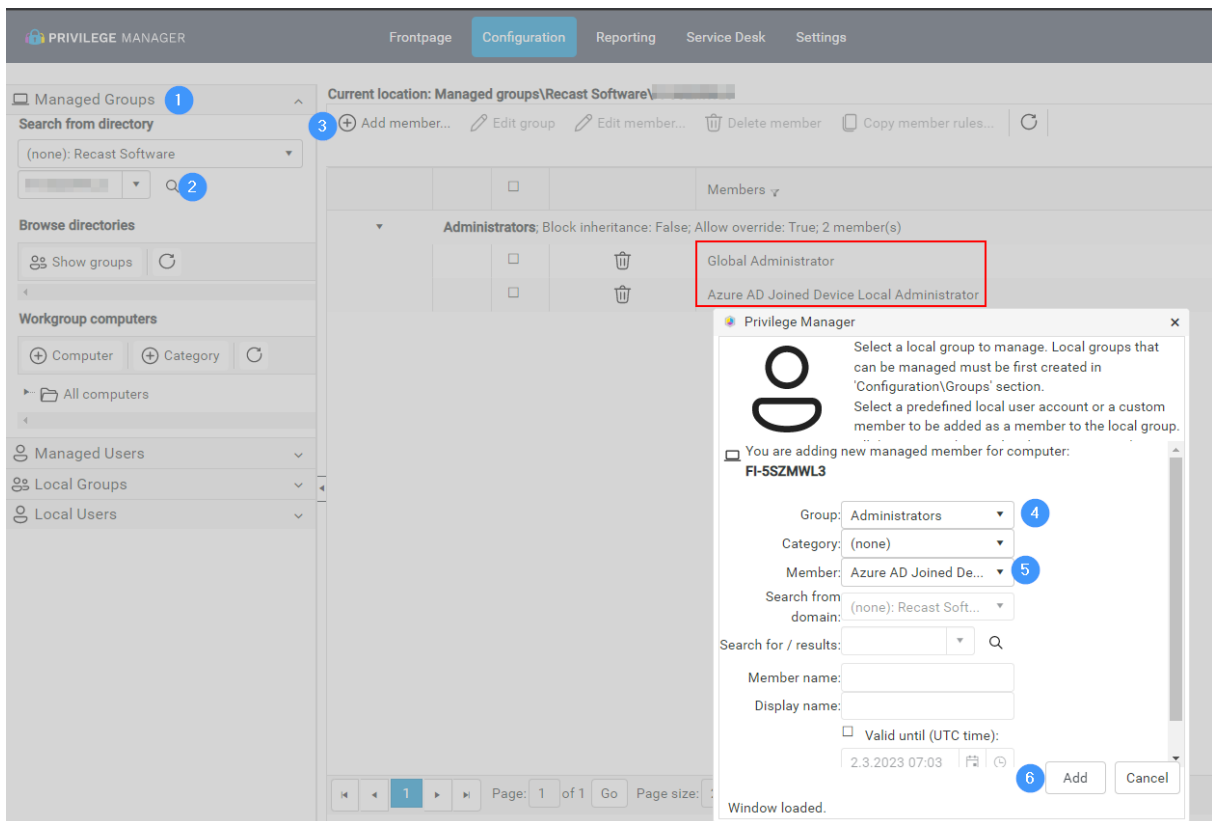 PRIVILEGE MANAGER
Frontpage
Configuration
Reporting
Service Desk
Settings
Managed Groups
1
Search from directory
(none): Recast Software
2
Browse directories
Show groups
Workgroup computers
Computer
Category
All computers
Managed Users
Local Groups
Local Users
Current location: Managed groups\Recast Software\
3
Add member...
Edit group
Edit member...
Delete member
Copy member rules...
Members
Administrators; Block inheritance: False; Allow override: True; 2 member(s)
Global Administrator
Azure AD Joined Device Local Administrator
Privilege Manager
Select a local group to manage. Local groups that
can be managed must be first created in
'Configuration\Groups' section.
Select a predefined local user account or a custom
member to be added as a member to the local group.
You are adding new managed member for computer:
FI-5SZMWL3
Group: Administrators
4
Category: (none)
Member: Azure AD Joined De...
5
Search from
domain: (none): Recast Soft...
Search for / results:
Member name:
Display name:
Valid until (UTC time):
2.3.2023 07:03
6
Add
Cancel
Window loaded.
1
Page: 1 of 1
Go
Page size: